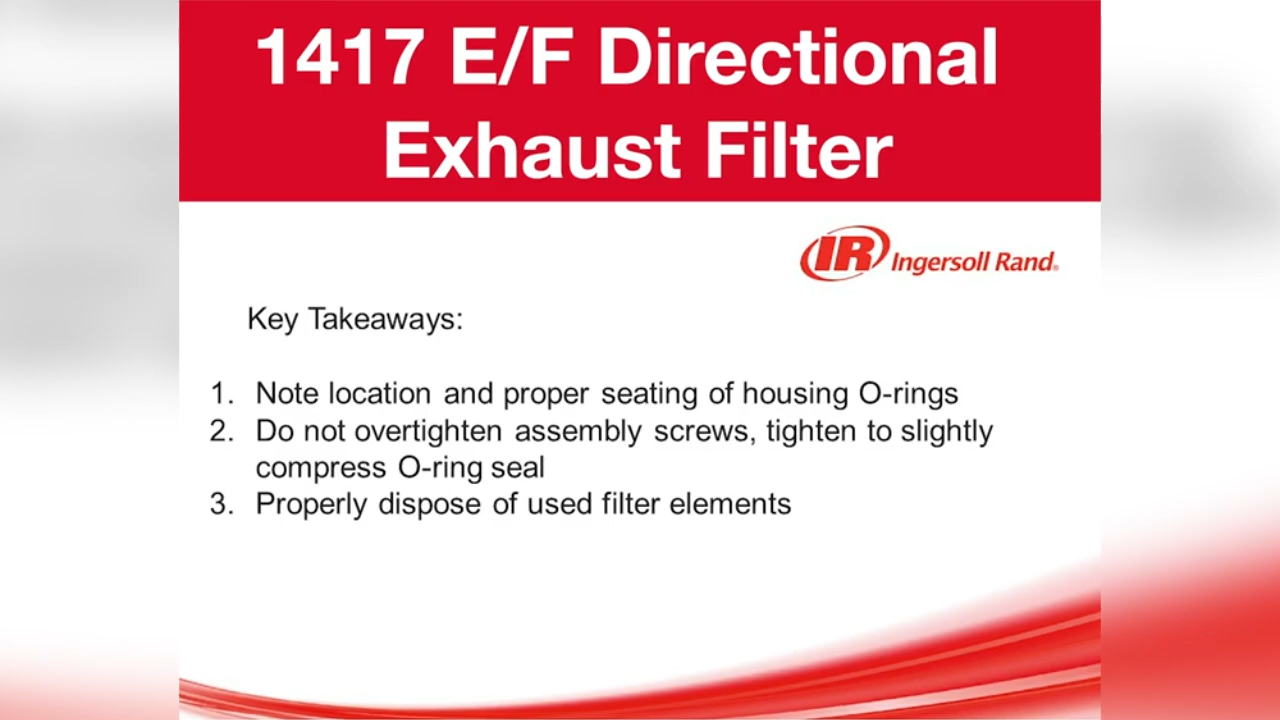 1417 E/F Directional
Exhaust Filter
IR Ingersoll Rand®
Key Takeaways:
1. Note location and proper seating of housing O-rings
2. Do not overtighten assembly screws, tighten to slightly
compress O-ring seal
3. Properly dispose of used filter elements